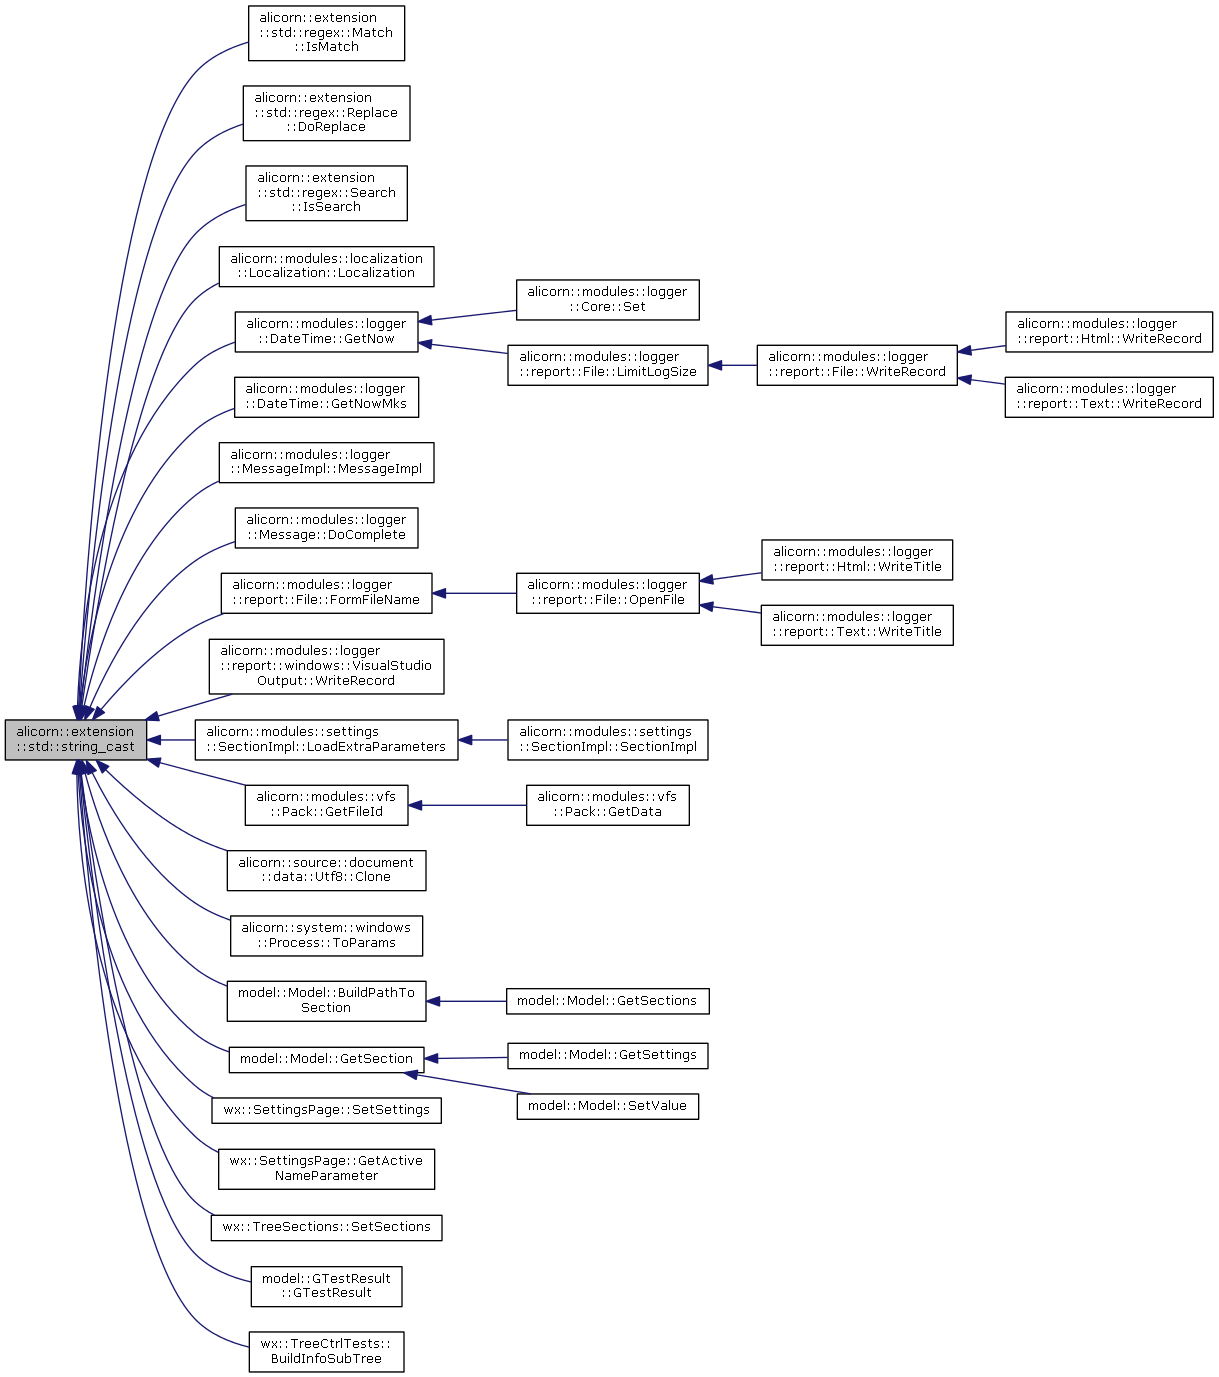 alicorn::extension
::std::regex::Match
::IsMatch
alicorn::extension
::std::regex::Replace
::DoReplace
alicorn::extension
::std::regex::Search
::IsSearch
alicorn::modules::localization
::Localization::Localization
alicorn::modules::logger
::Core::Set
alicorn::modules::logger
::DateTime::GetNow
alicorn::modules::logger
::report::File::LimitLogSize
alicorn::modules::logger
::report::File::WriteRecord
alicorn::modules::logger
::report::Html::WriteRecord
alicorn::modules::logger
::report::Text::WriteRecord
alicorn::modules::logger
::DateTime::GetNowMks
alicorn::modules::logger
::MessageImpl::MessageImpl
alicorn::modules::logger
::Message::DoComplete
alicorn::modules::logger
::report::File::FormFileName
alicorn::modules::logger
::report::File::OpenFile
alicorn::modules::logger
::report::Html::WriteTitle
alicorn::modules::logger
::report::Text::WriteTitle
alicorn::modules::logger
::report::windows::VisualStudio
Output::WriteRecord
alicorn::extension
::std::string_cast
alicorn::modules::settings
::SectionImpl::LoadExtraParameters
alicorn::modules::settings
::SectionImpl::SectionImpl
alicorn::modules::vfs
::Pack::GetFileId
alicorn::modules::vfs
::Pack::GetData
alicorn::source::document
::data::Utf8::Clone
alicorn::system::windows
::Process::ToParams
model::Model::BuildPathTo
Section
model::Model::GetSections
model::Model::GetSection
model::Model::GetSettings
model::Model::SetValue
wx::SettingsPage::SetSettings
wx::SettingsPage::GetActive
NameParameter
wx::TreeSections::SetSections
model::GTestResult
::GTestResult
wx::TreeCtrlTests::
BuildInfoSubTree